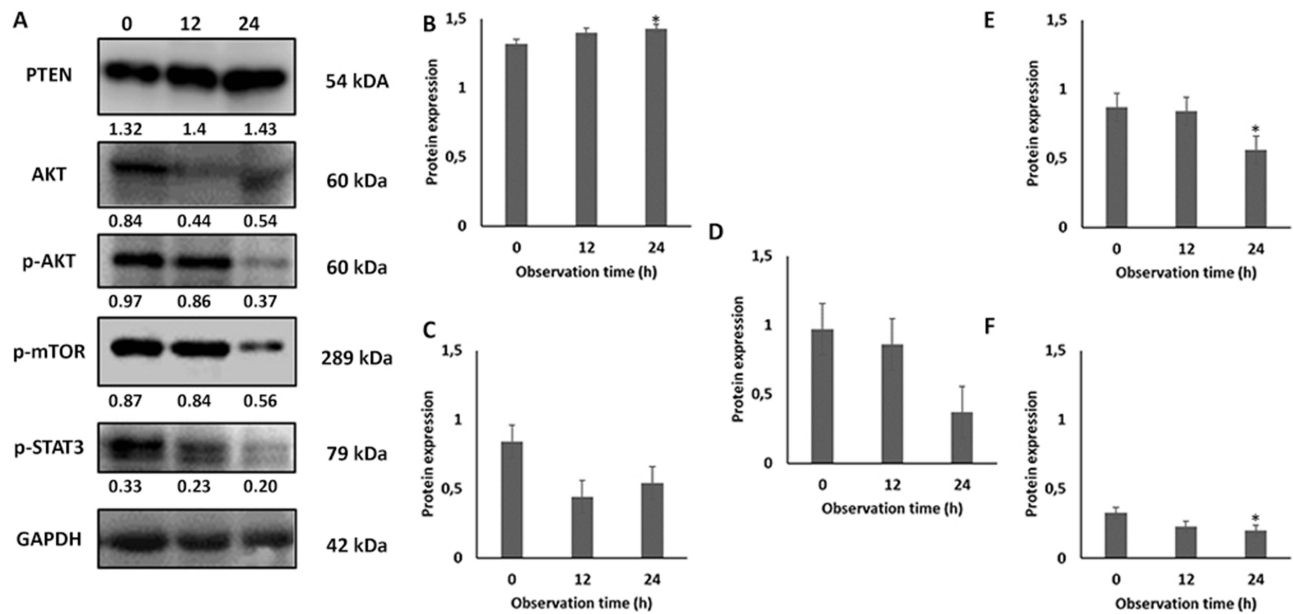 A
0 12 24
PTEN
54 kDA
1.32 1.4 1.43
AKT
60 kDa
0.84 0.44 0.54
p-AKT
60 kDa
0.97 0.86 0.37
p-mTOR
289 kDa
0.87 0.84 0.56
p-STAT3
79 kDa
0.33 0.23 0.20
GAPDH
42 kDa
B
Protein expression
1,5
1
0,5
0
*
0 12 24
Observation time (h)
C
Protein expression
1,5
1
0,5
0
0 12 24
Observation time (h)
D
Protein expression
1,5
1
0,5
0
0 12 24
Observation time (h)
E
Protein expression
1,5
1
0,5
0
*
0 12 24
Observation time (h)
F
Protein expression
1,5
1
0,5
0
*
0 12 24
Observation time (h)